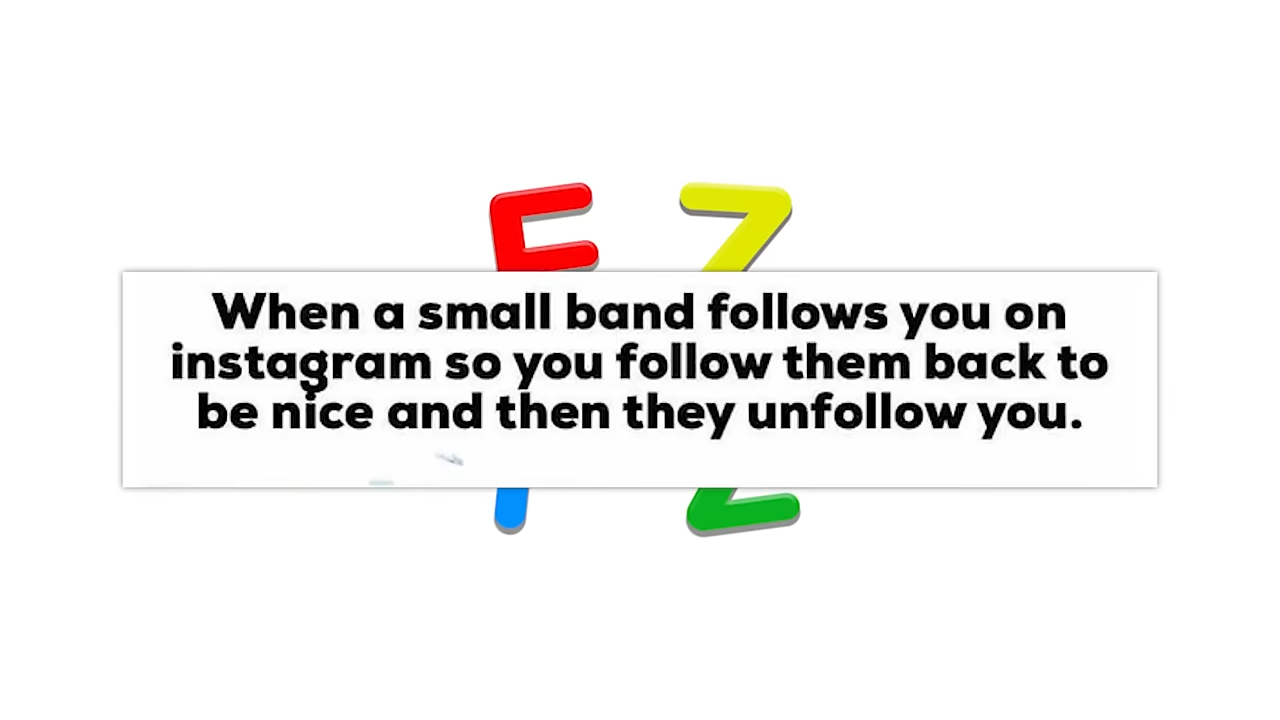 When a small band follows you on
instagram so you follow them back to
be nice and then they unfollow you.